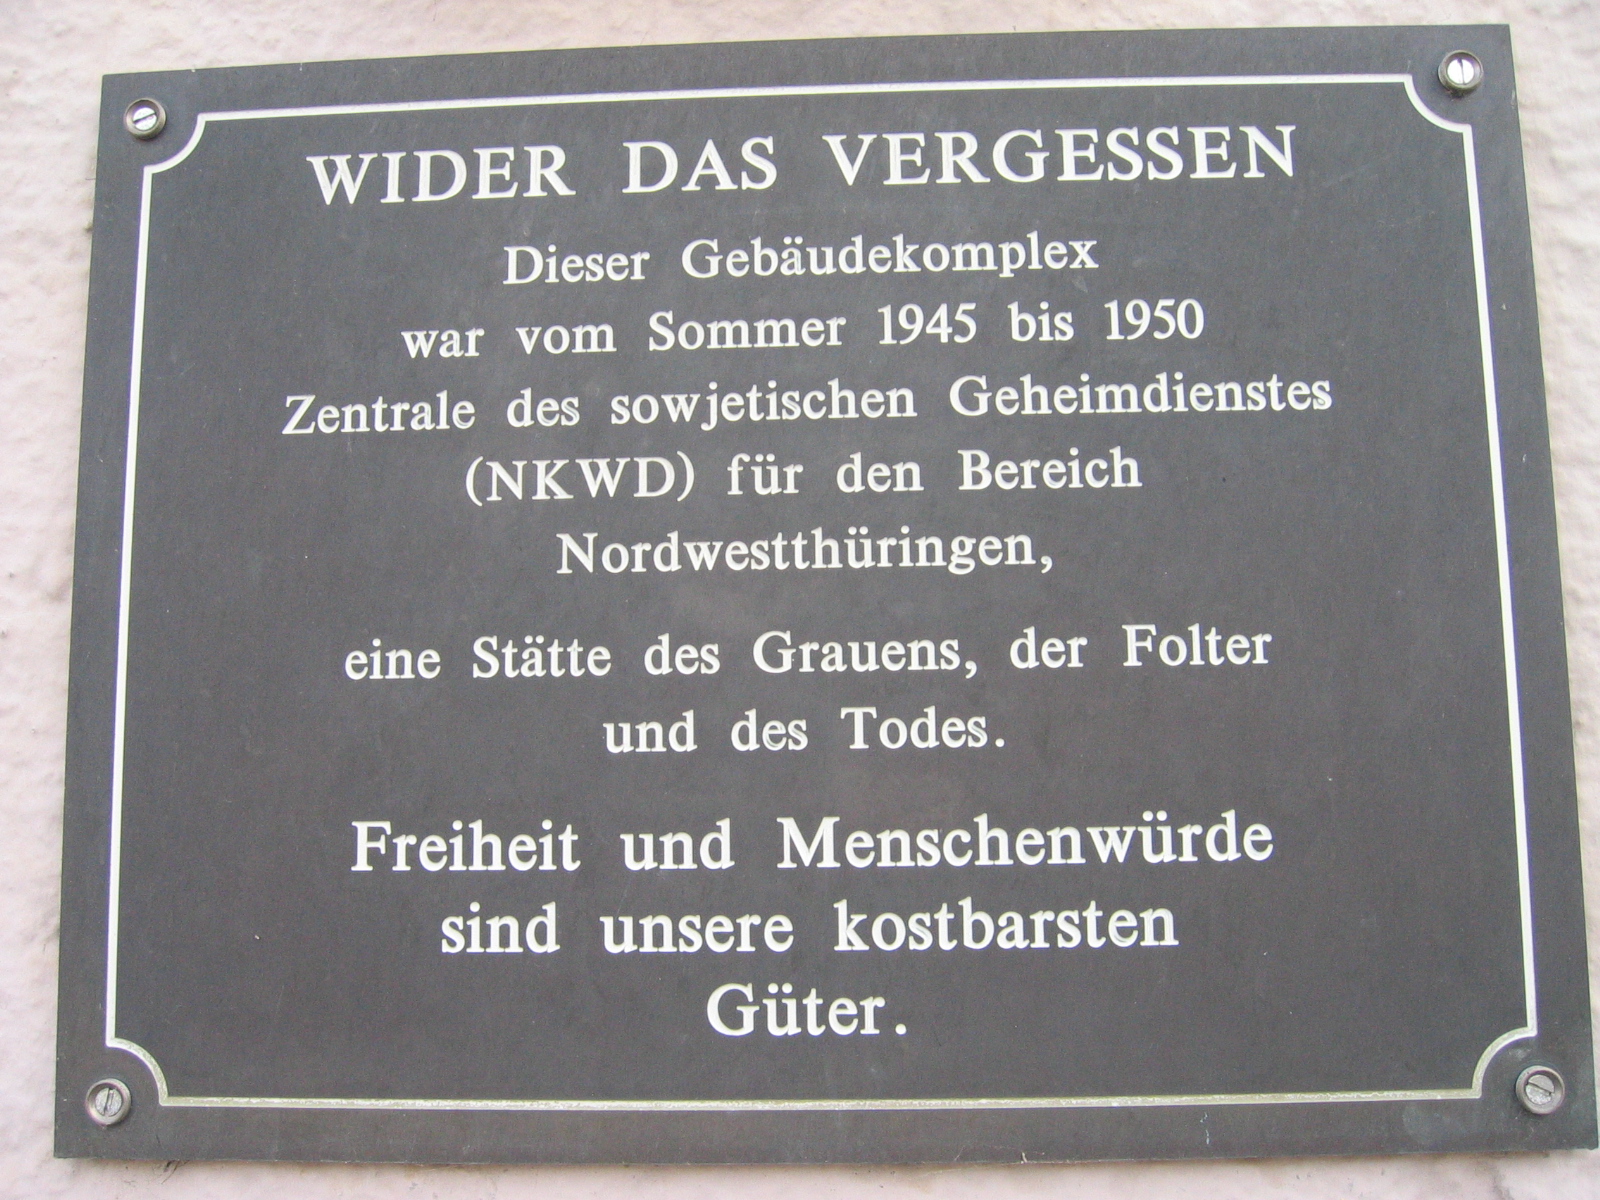 WIDER DAS VERGESSEN
Dieser Gebäudekomplex
war vom Sommer 1945 bis 1950
Zentrale des sowjetischen Geheimdienstes
(NKWD) für den Bereich
Nordwestthüringen,
eine Stätte des Grauens, der Folter
und des Todes.
Freiheit und Menschenwürde
sind unsere kostbarsten
Güter.